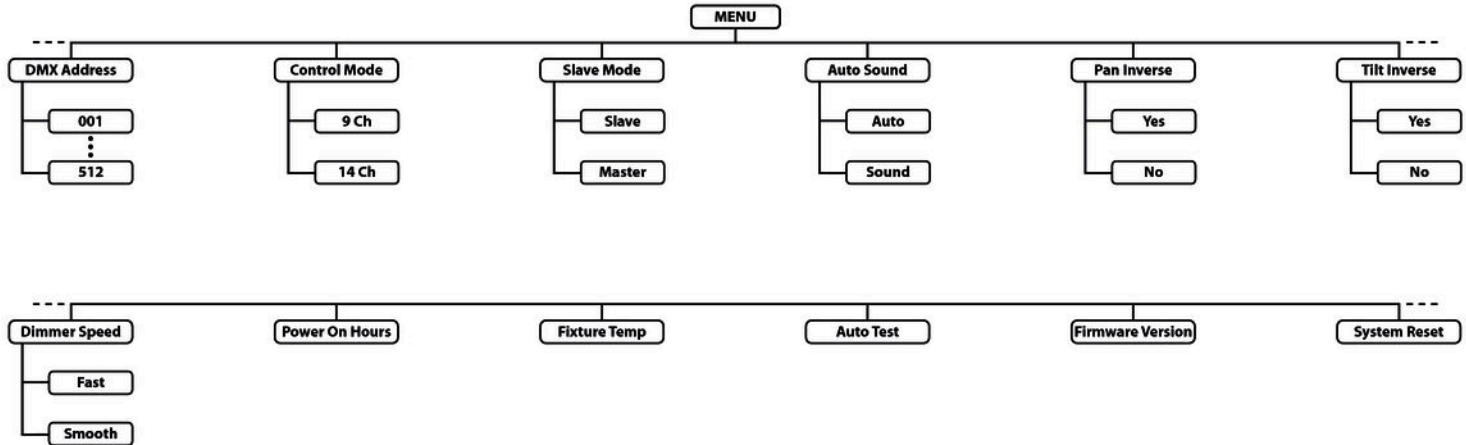 MENU
DMX Address Control Mode Slave Mode Auto Sound Pan Inverse Tilt Inverse
001 9 Ch Slave Auto Yes Yes
512 14 Ch Master Sound No No
Dimmer Speed Power On Hours Fixture Temp Auto Test Firmware Version System Reset
Fast
Smooth